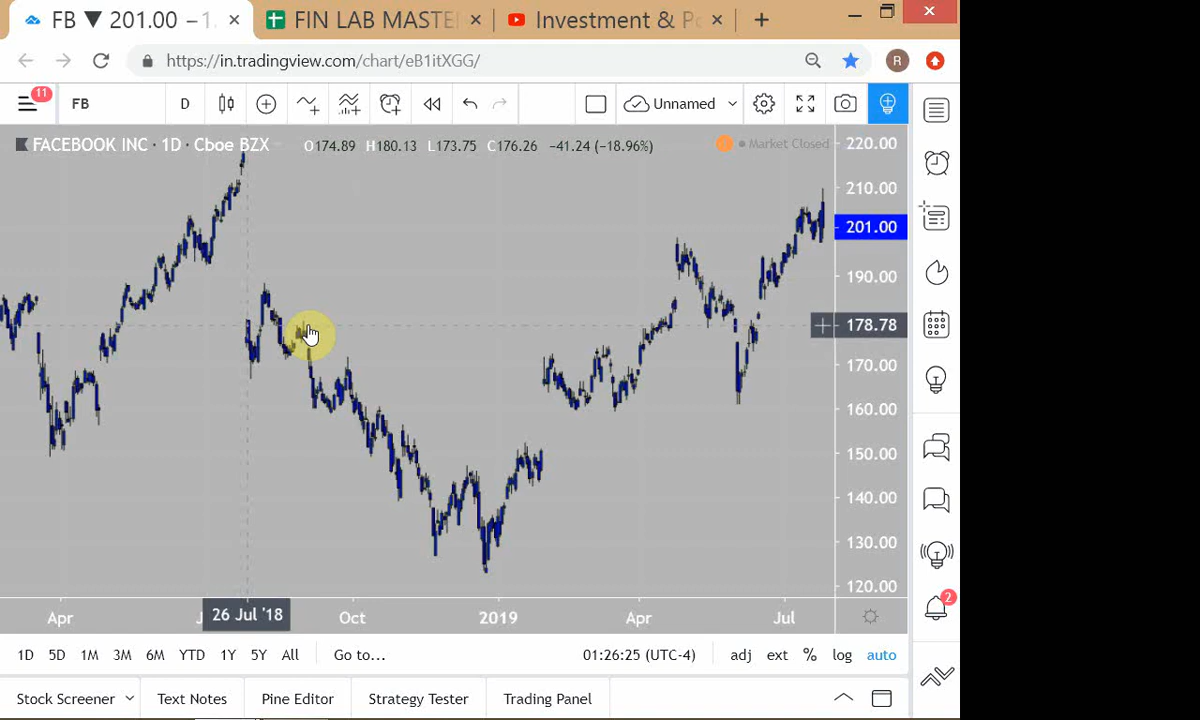 FB ▼ 201.00 −1.
FIN LAB MASTE
Investment & Po
https://in.tradingview.com/chart/eB1itXGG/
R
11
FB
D
Unnamed
FACEBOOK INC · 1D · Cboe BZX
O174.89 H180.13 L173.75 C176.26 −41.24 (−18.96%)
Market Closed
220.00
210.00
201.00
190.00
178.78
170.00
160.00
150.00
140.00
130.00
120.00
2
Apr
J
26 Jul '18
Oct
2019
Apr
Jul
1D 5D 1M 3M 6M YTD 1Y 5Y All Go to... 01:26:25 (UTC-4) adj ext % log auto
Stock Screener Text Notes Pine Editor Strategy Tester Trading Panel